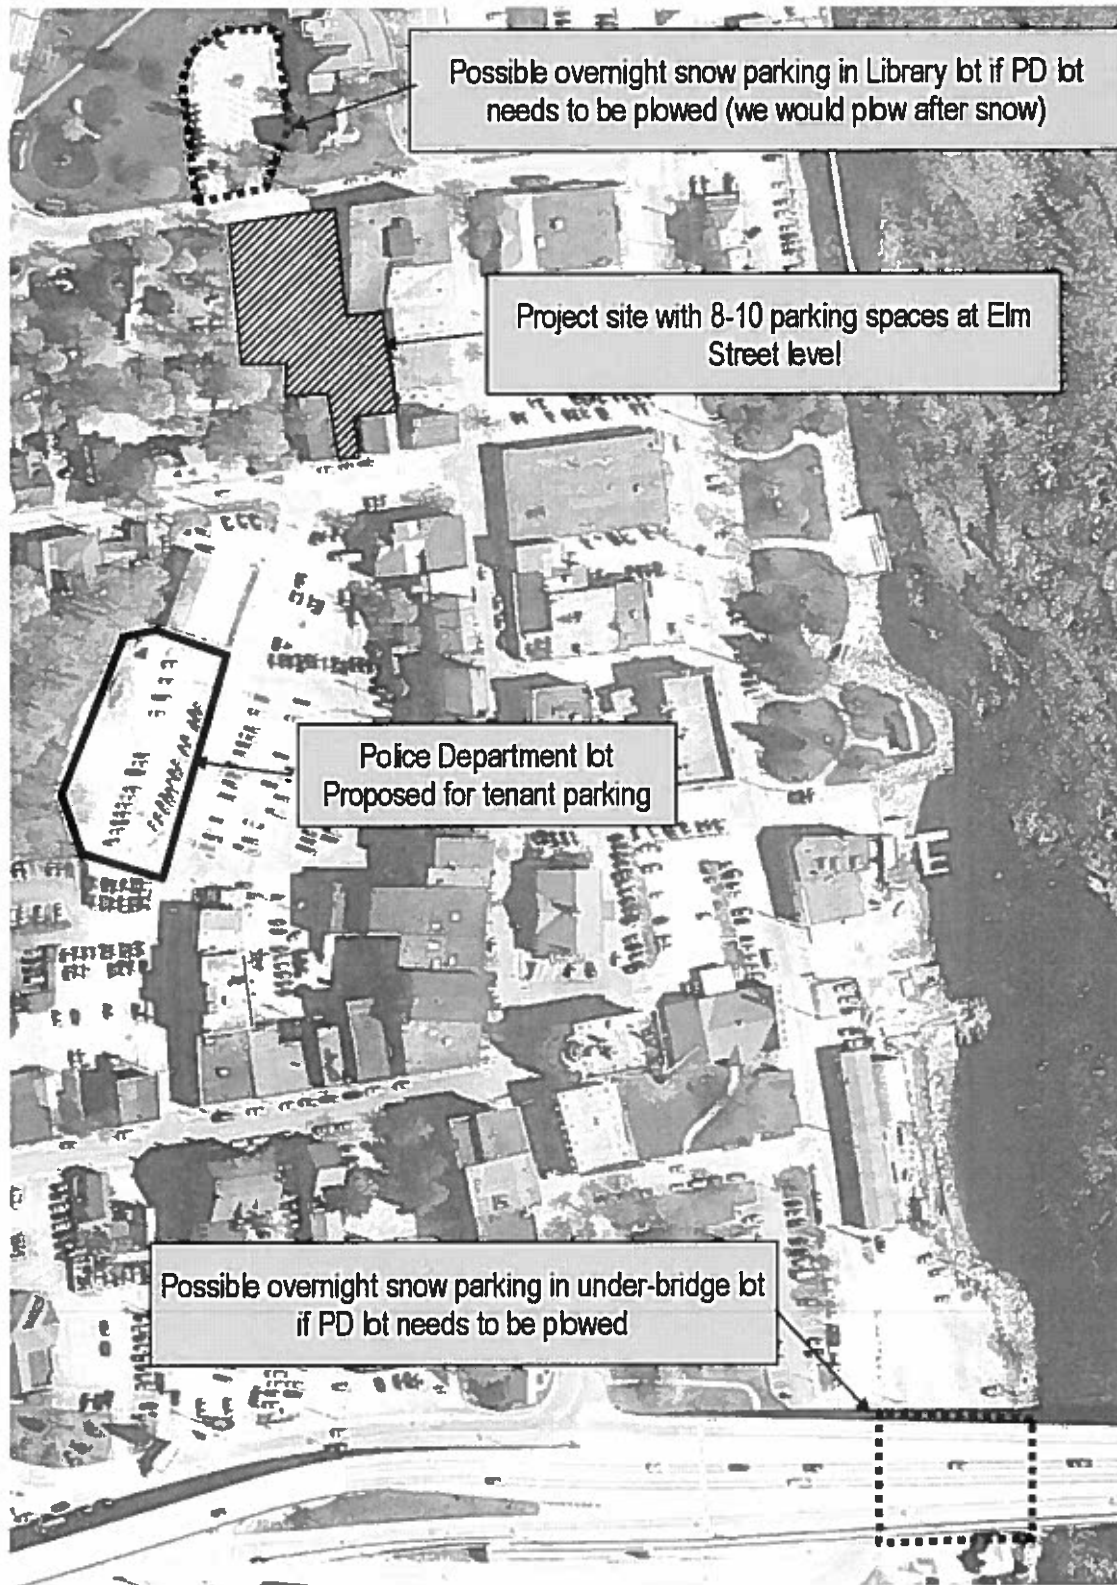 Possible overnight snow parking in Library lot if PD lot
needs to be plowed (we would plow after snow)
Project site with 8-10 parking spaces at Elm
Street level
Police Department lot
Proposed for tenant parking
Possible overnight snow parking in under-bridge lot
if PD lot needs to be plowed